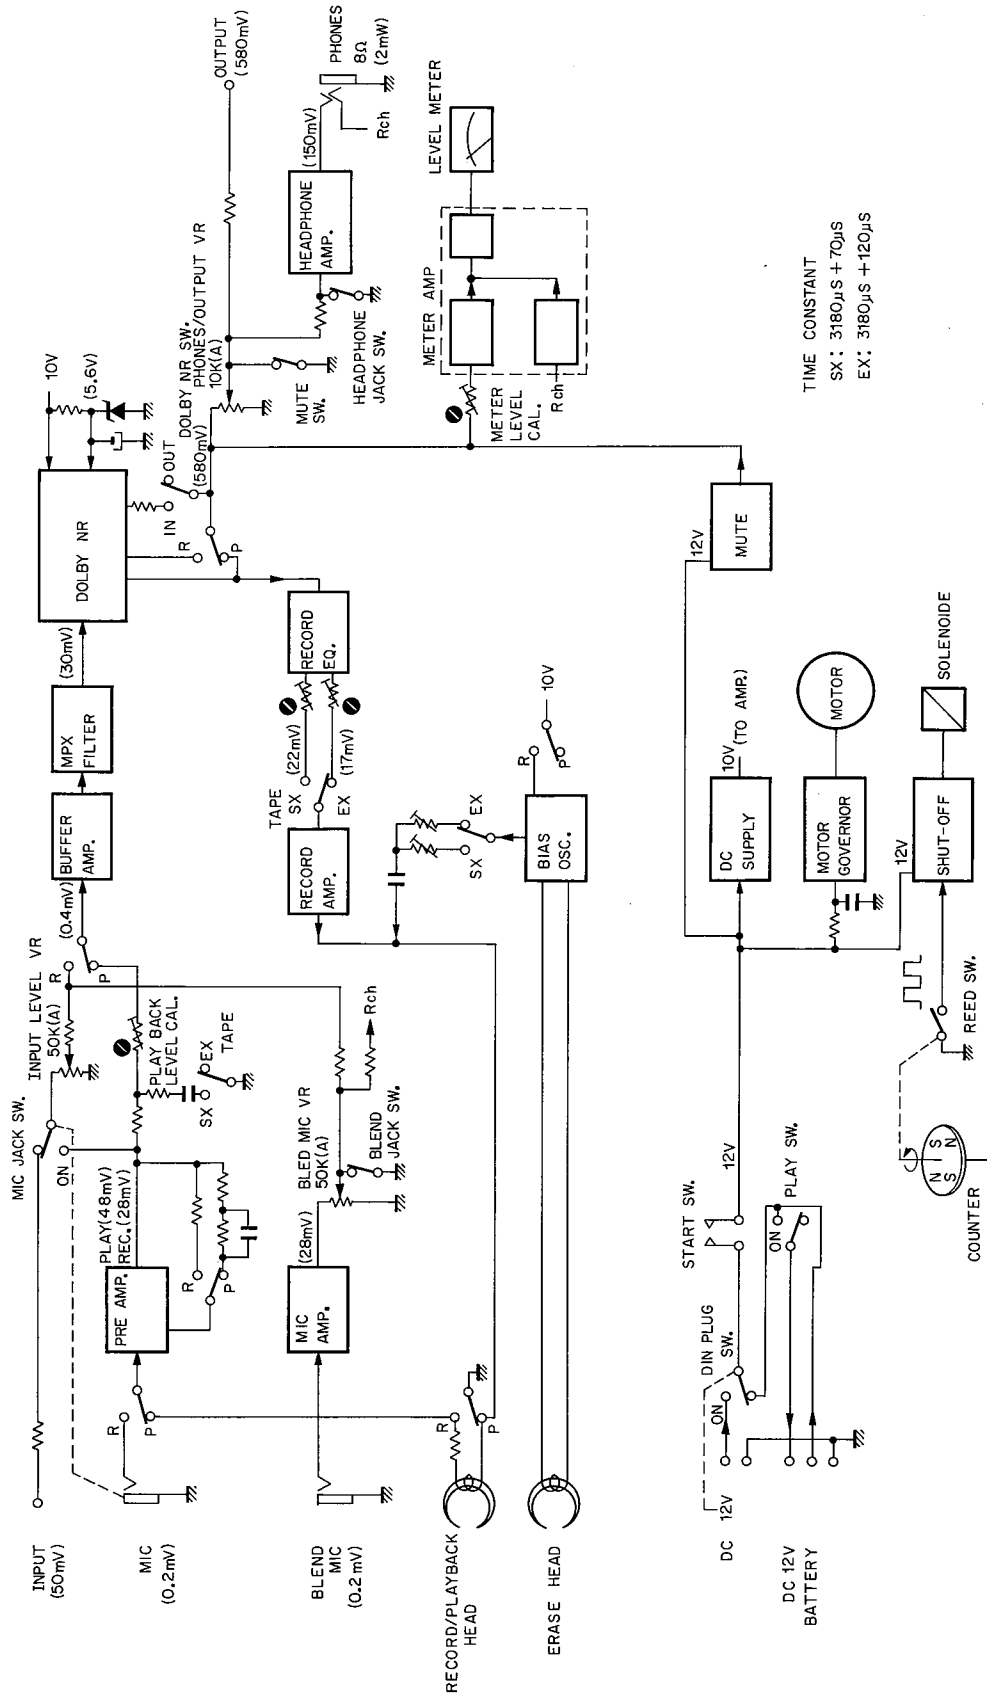 INPUT
(50mV)
MIC
(0.2mV)
BLEND
MIC
(0.2mV)
RECORD/PLAYBACK
HEAD
ERASE HEAD
MIC JACK SW.
ON
INPUT LEVEL VR
50K(A)
R
P
(0.4mV)
BUFFER
AMP.
MPX
FILTER
(30mV)
DOLBY NR
10V
(5.6V)
R
P
PRE AMP.
PLAY(48mV)
REC.(28mV)
R
P
PLAY BACK
LEVEL CAL.
SX
EX
TAPE
MIC
AMP.
(28mV)
BLED MIC VR
50K(A)
BLEND
JACK SW.
Rch
R
P
IN
OUT
DOLBY NR SW.
(580mV)
R
P
PHONES/OUTPUT VR
10K(A)
MUTE
SW.
HEADPHONE
JACK SW.
HEADPHONE
AMP.
(150mV)
OUTPUT
(580mV)
PHONES
8Ω
(2mW)
Rch
RECORD
EQ.
(22mV)
(17mV)
TAPE
SX
EX
RECORD
AMP.
SX
EX
BIAS
OSC.
R
P
10V
METER
LEVEL
CAL.
METER AMP
Rch
LEVEL METER
TIME CONSTANT
SX: 3180μS+70μS
EX: 3180μS+120μS
12V
MUTE
DC
12V
DC 12V
BATTERY
ON
DIN PLUG
SW.
START SW.
12V
ON
PLAY SW.
DC
SUPPLY
10V
(TO AMP.)
MOTOR
GOVERNOR
MOTOR
12V
SHUT-OFF
SOLENOIDE
REED SW.
N
S
S
N
COUNTER